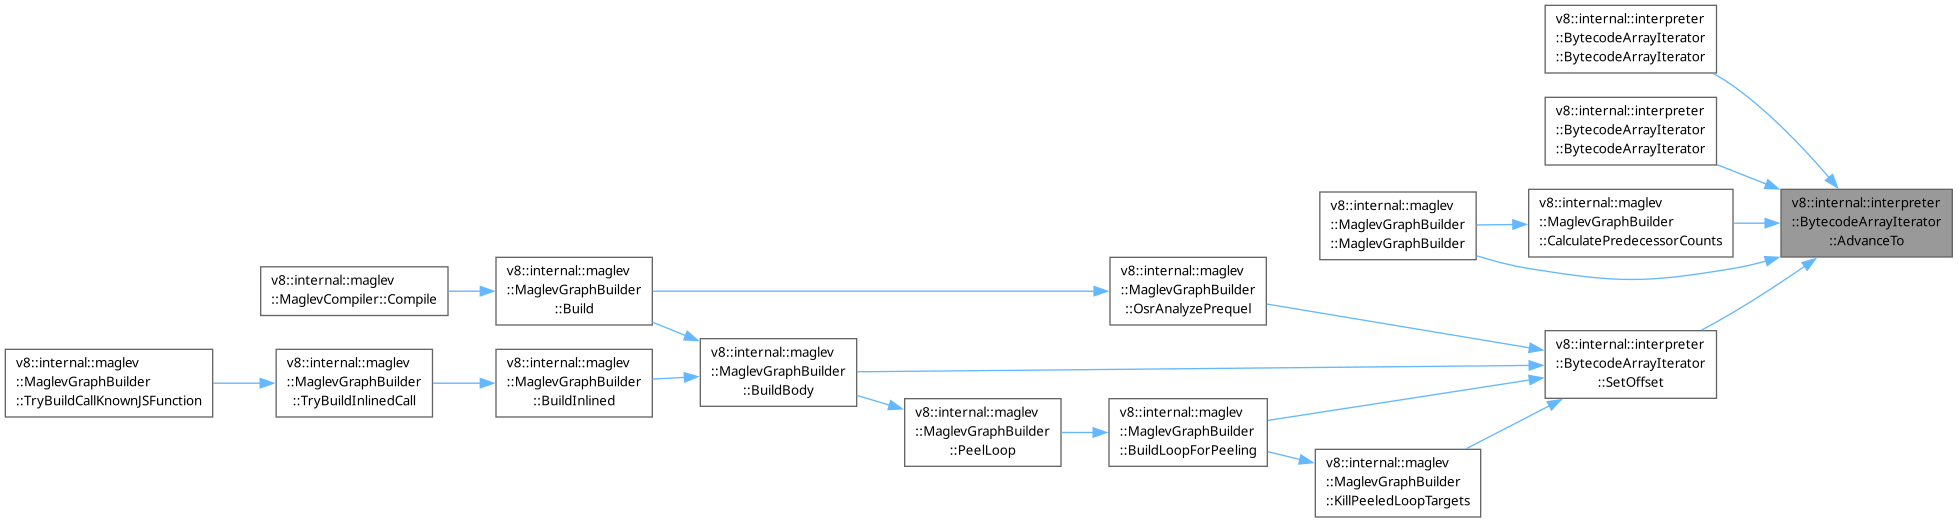 v8::internal::interpreter
::BytecodeArrayIterator
::BytecodeArrayIterator
v8::internal::interpreter
::BytecodeArrayIterator
::BytecodeArrayIterator
v8::internal::interpreter
::BytecodeArrayIterator
::AdvanceTo
v8::internal::maglev
::MaglevGraphBuilder
::CalculatePredecessorCounts
v8::internal::maglev
::MaglevGraphBuilder
::MaglevGraphBuilder
v8::internal::maglev
::MaglevCompiler::Compile
v8::internal::maglev
::MaglevGraphBuilder
::Build
v8::internal::maglev
::MaglevGraphBuilder
::OsrAnalyzePrequel
v8::internal::interpreter
::BytecodeArrayIterator
::SetOffset
v8::internal::maglev
::MaglevGraphBuilder
::TryBuildCallKnownJSFunction
v8::internal::maglev
::MaglevGraphBuilder
::TryBuildInlinedCall
v8::internal::maglev
::MaglevGraphBuilder
::BuildInlined
v8::internal::maglev
::MaglevGraphBuilder
::BuildBody
v8::internal::maglev
::MaglevGraphBuilder
::PeelLoop
v8::internal::maglev
::MaglevGraphBuilder
::BuildLoopForPeeling
v8::internal::maglev
::MaglevGraphBuilder
::KillPeeledLoopTargets